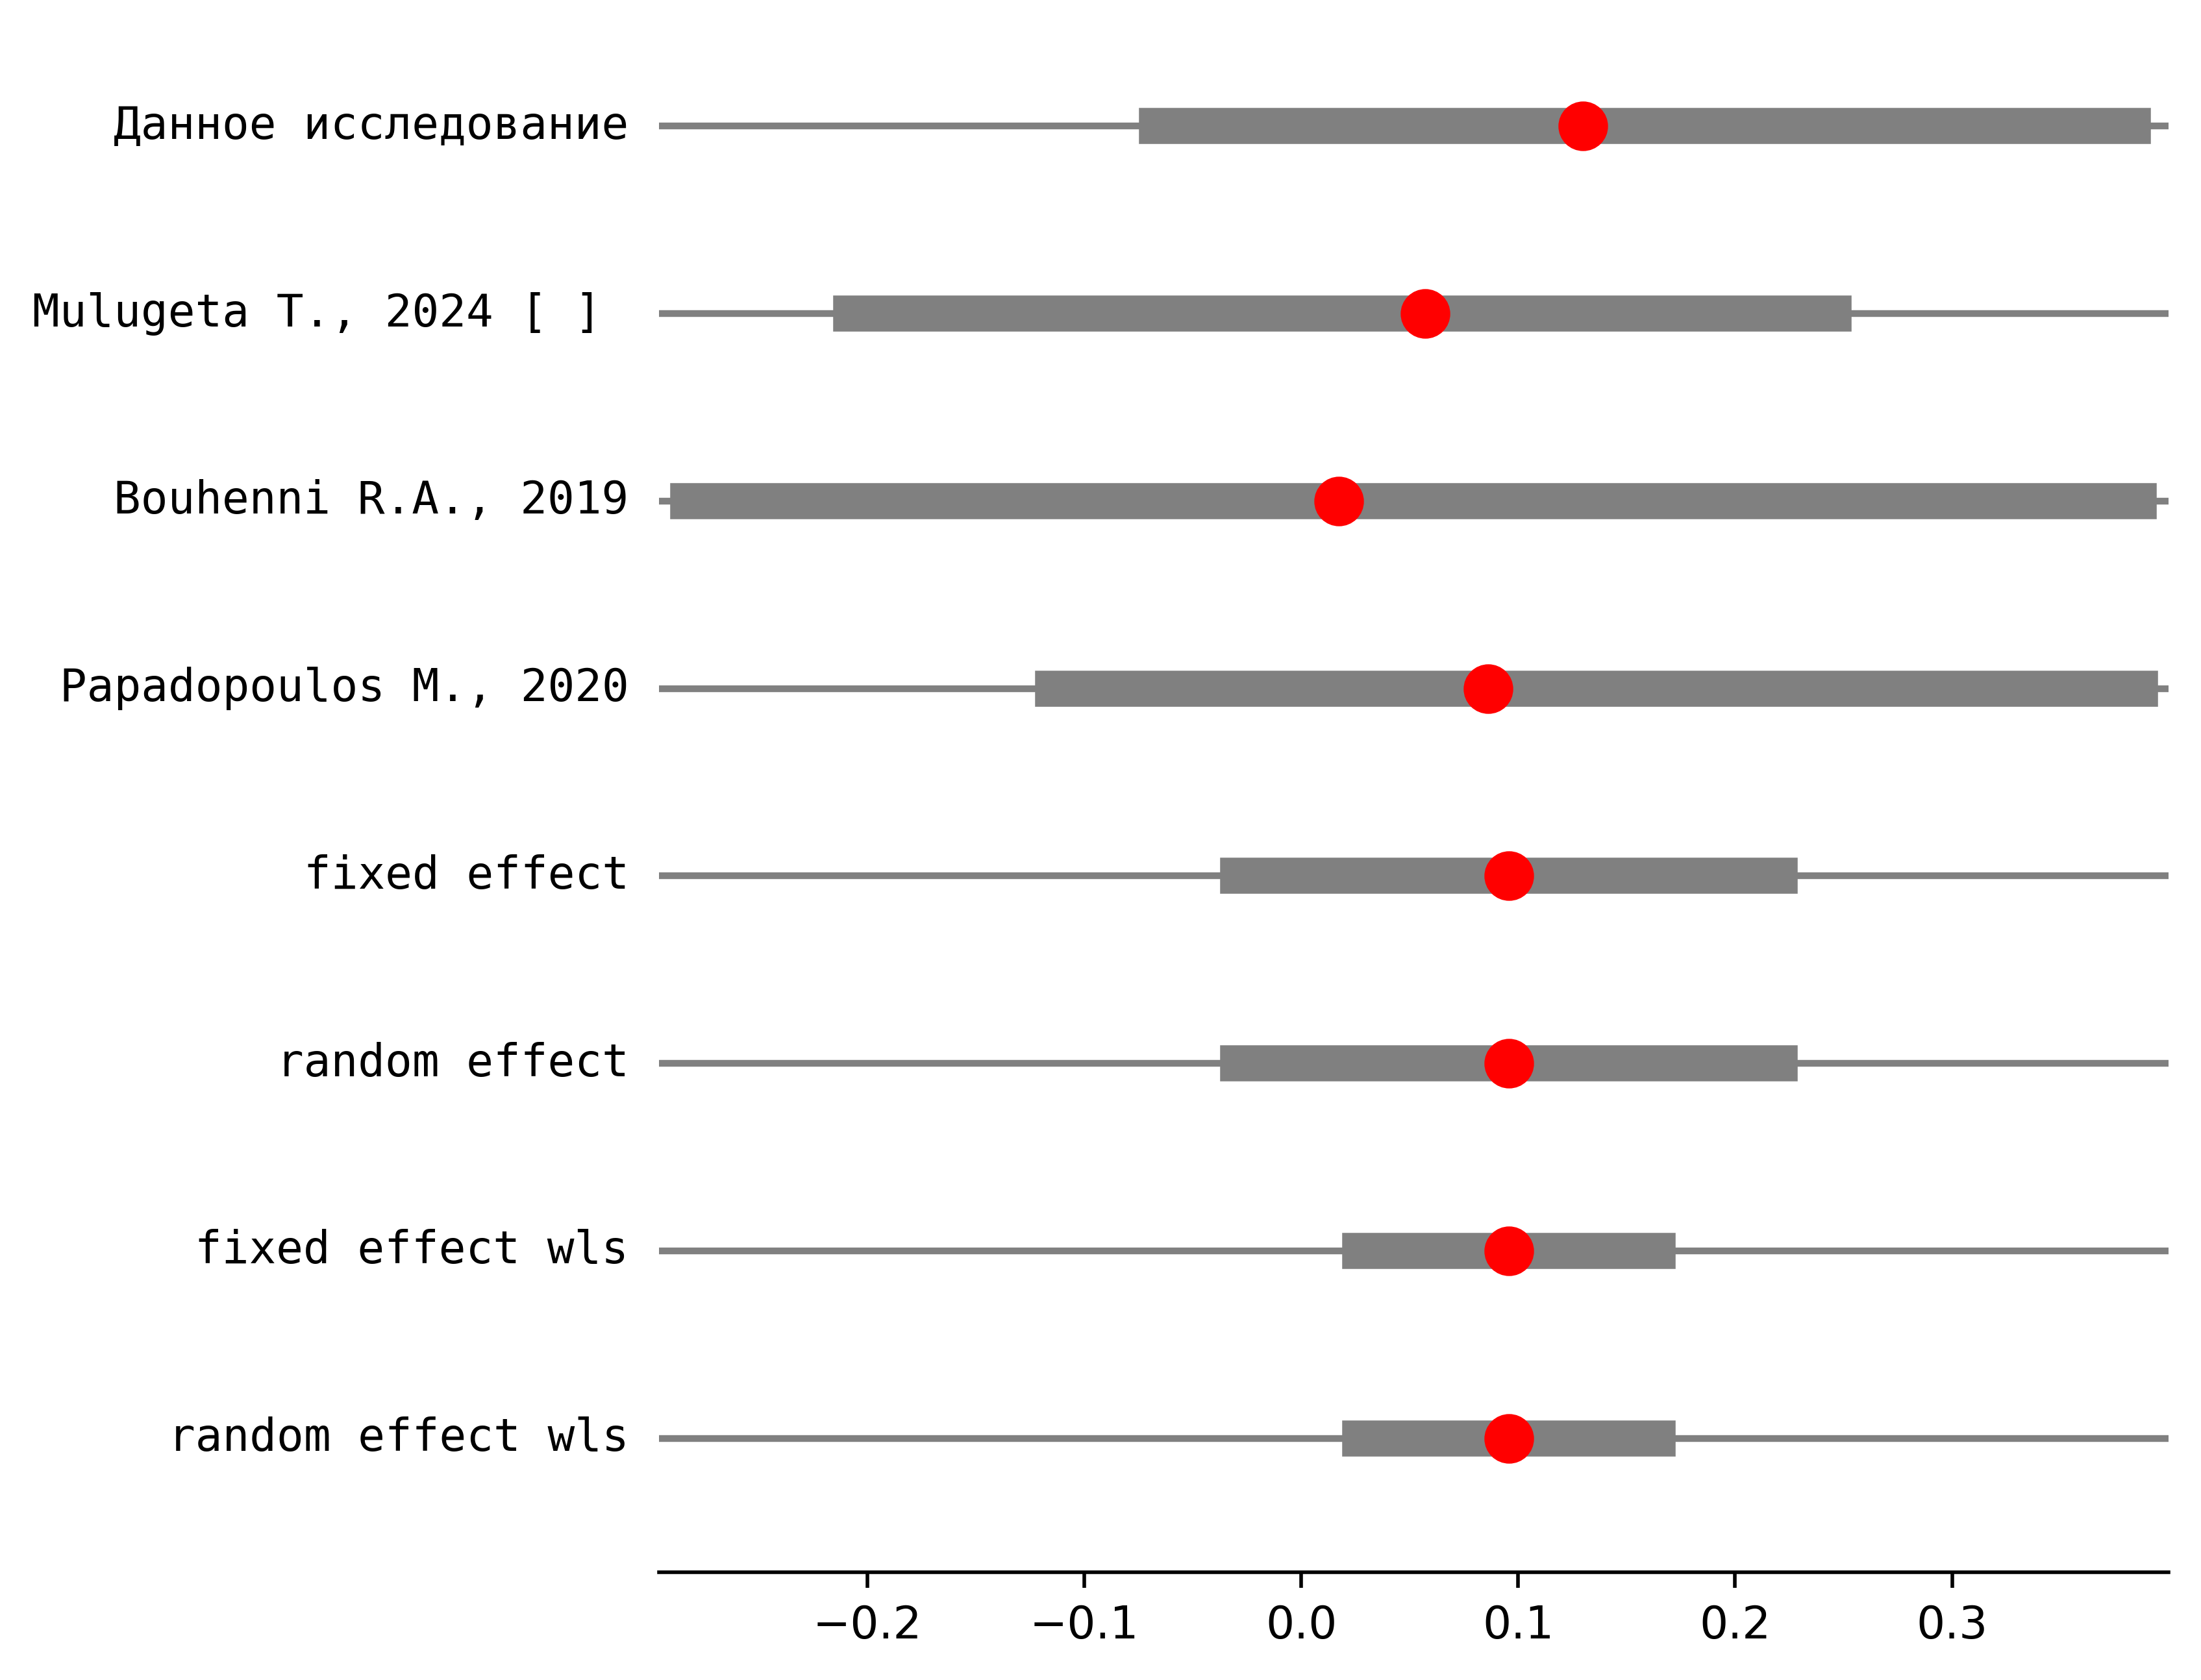 Данное исследование
Mulugeta T., 2024 [ ]
Bouhenni R.A., 2019
Papadopoulos M., 2020
fixed effect
random effect
fixed effect wls
random effect wls
−0.2 −0.1 0.0 0.1 0.2 0.3